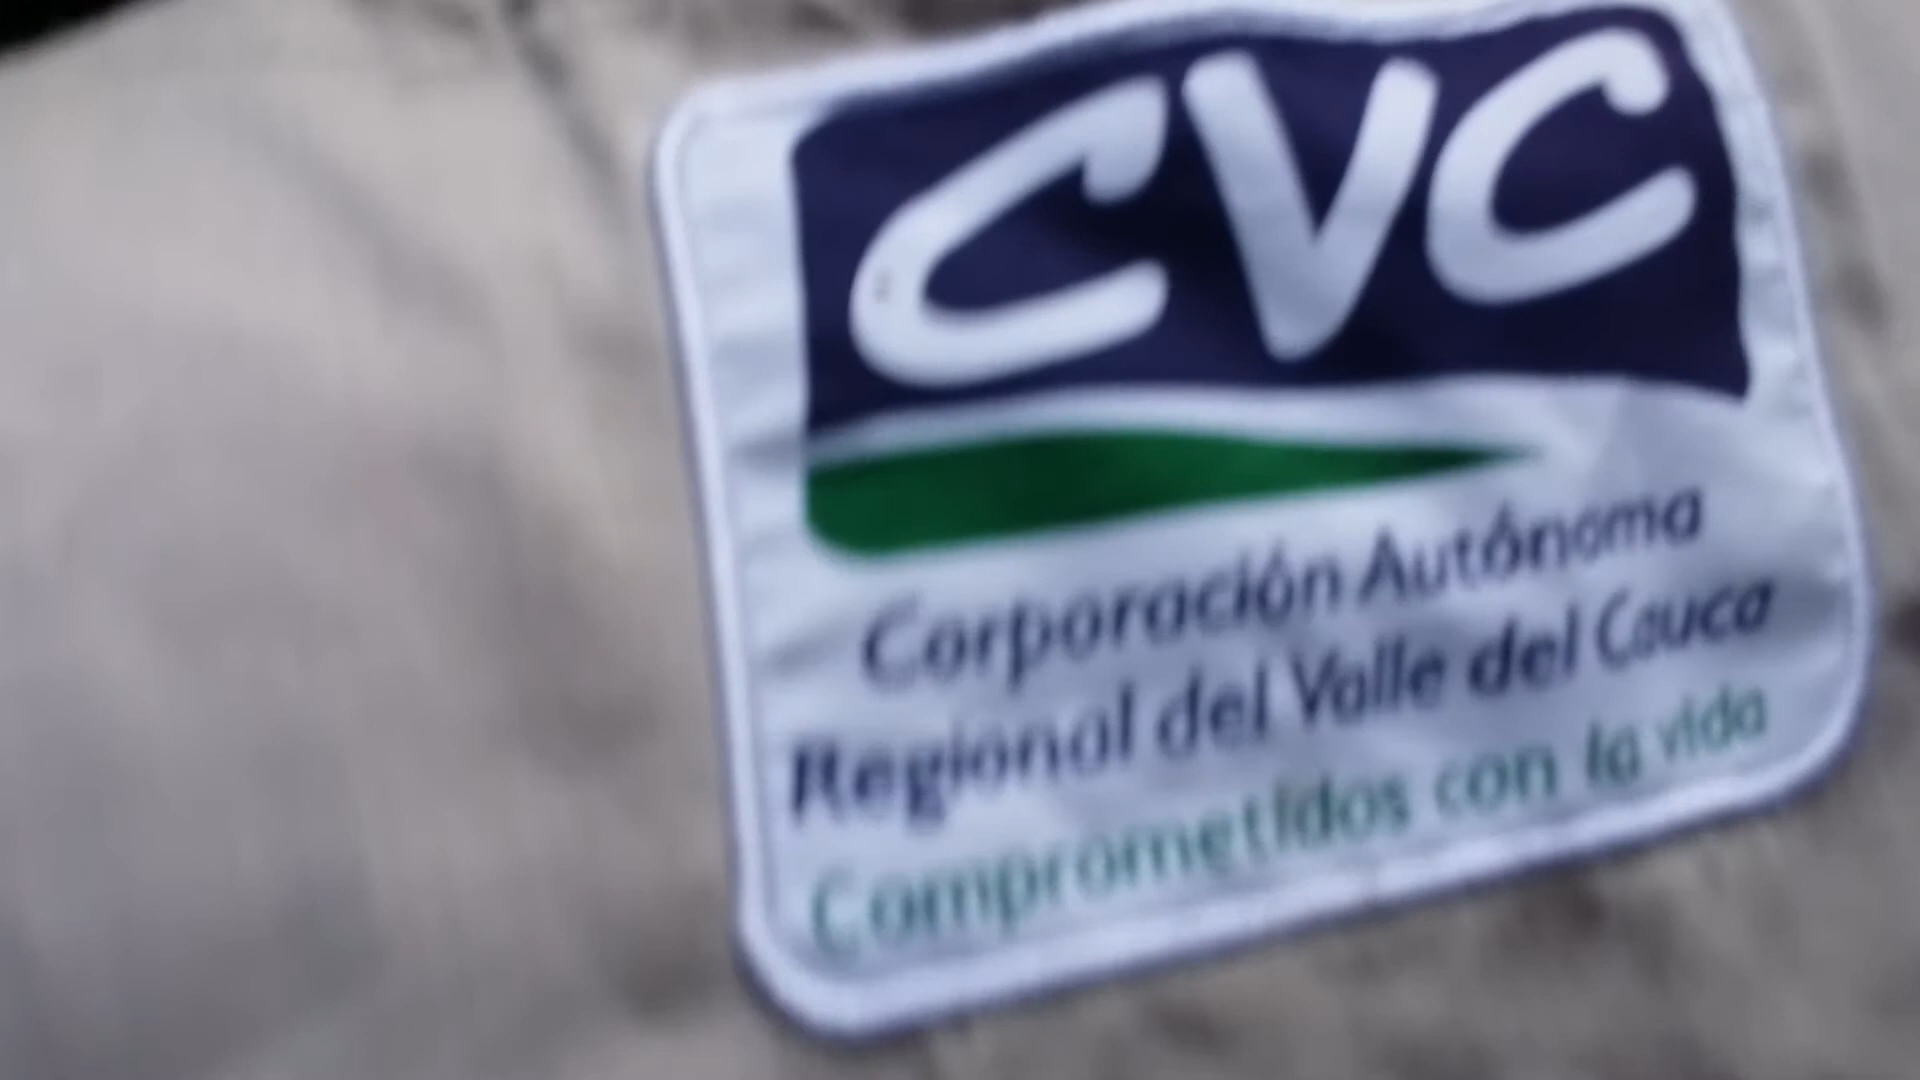 CVC
Corporación Autónoma
Regional del Valle del Cauca
Comprometidos con la vida